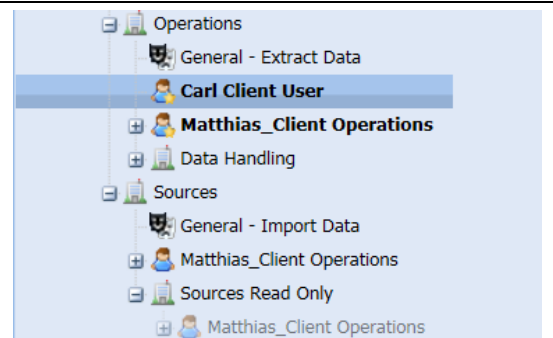 Operations
General - Extract Data
Carl Client User
Matthias_Client Operations
Data Handling
Sources
General - Import Data
Matthias_Client Operations
Sources Read Only
Matthias_Client Operations